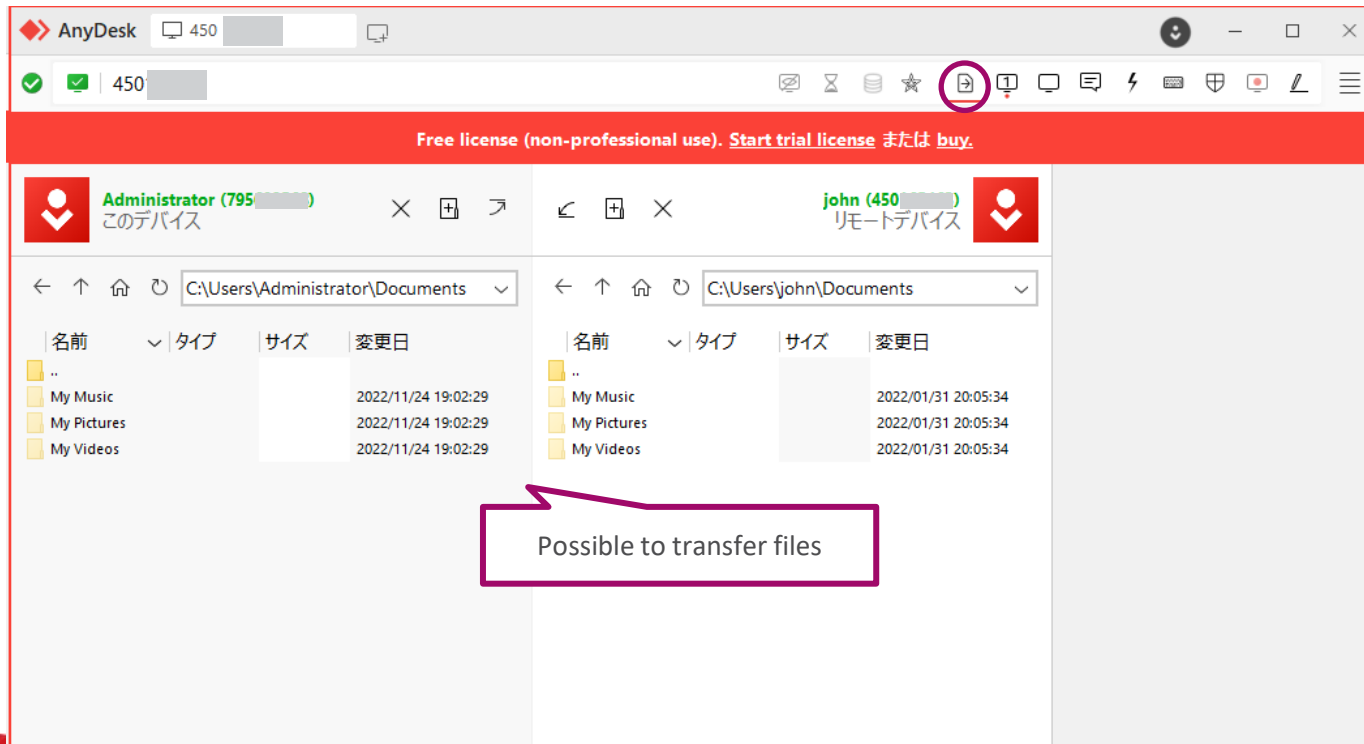 AnyDesk 450
450
1
Free license (non-professional use). Start trial license または buy.
Administrator (795 )
このデバイス
john (450 )
リモートデバイス
C:\Users\Administrator\Documents
C:\Users\john\Documents
名前 タイプ サイズ 変更日
名前 タイプ サイズ 変更日
..
..
My Music 2022/11/24 19:02:29
My Music 2022/01/31 20:05:34
My Pictures 2022/11/24 19:02:29
My Pictures 2022/01/31 20:05:34
My Videos 2022/11/24 19:02:29
My Videos 2022/01/31 20:05:34
Possible to transfer files